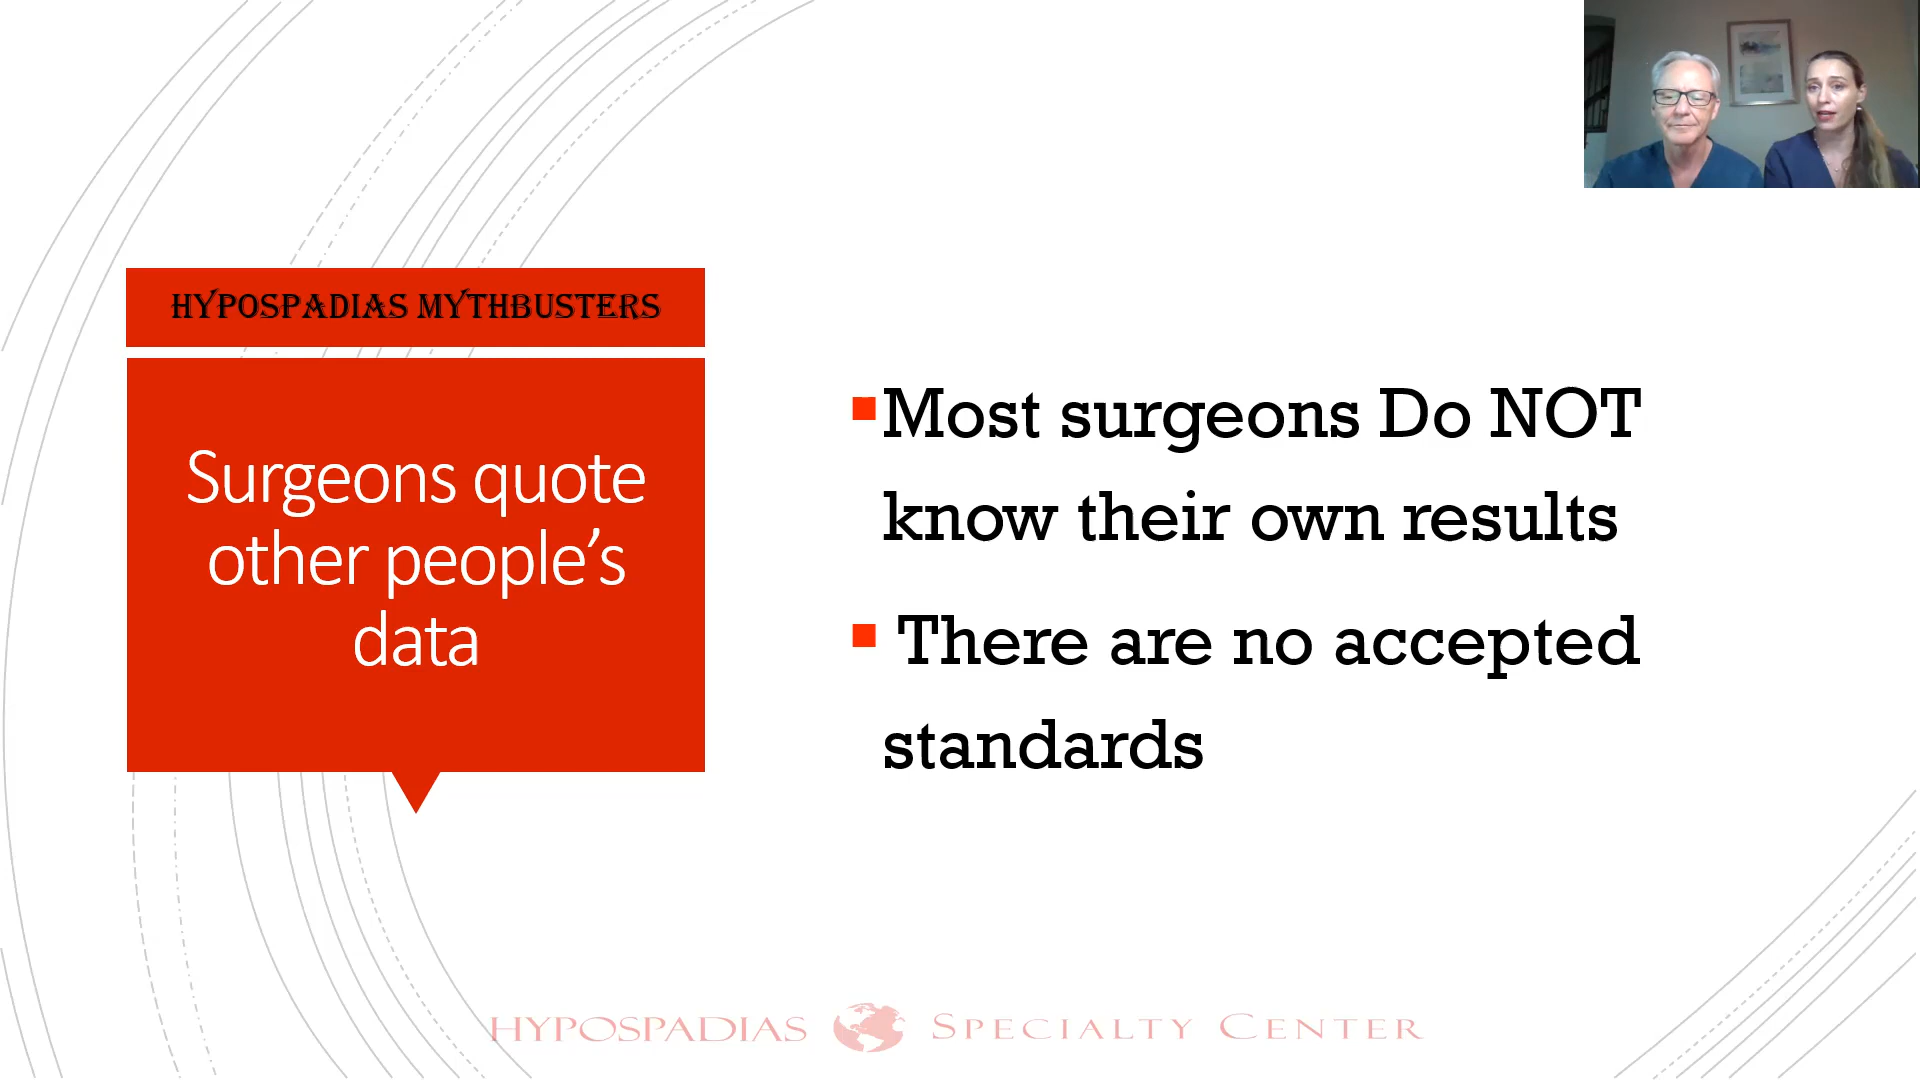 HYPOSPADIAS MYTHBUSTERS
Surgeons quote
other people’s
data
▪Most surgeons Do NOT
know their own results
▪ There are no accepted
standards
HYPOSPADIAS SPECIALTY CENTER